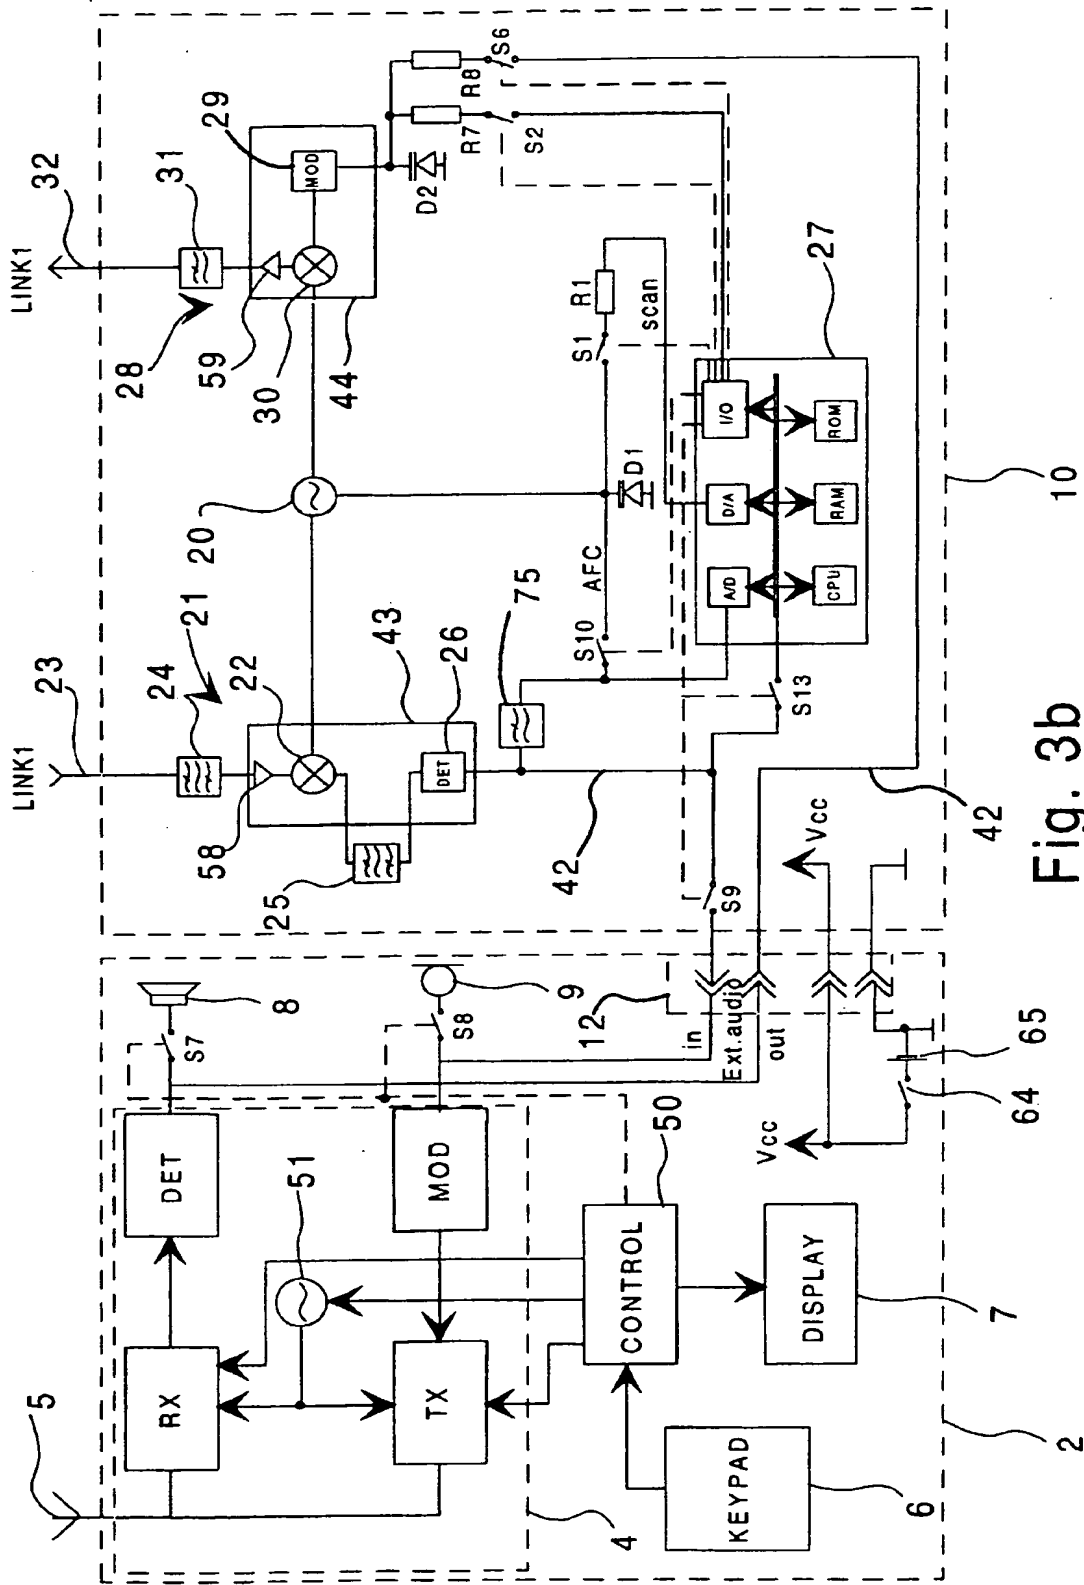 5
RX
DET
S7
8
51
TX
MOD
S8
9
4
KEYPAD
6
CONTROL
50
DISPLAY
7
2
12
in
Ext.audio
out
Vcc
64
65
LINK1
23
24
21
58
22
25
43
DET
26
42
75
S9
S10
AFC
S13
20
D1
S1
R1
scan
A/D
D/A
I/O
CPU
RAM
ROM
27
LINK1
32
31
28
59
30
44
29
MOD
D2
R7
R8
S2
S6
Vcc
42
10
Fig. 3b